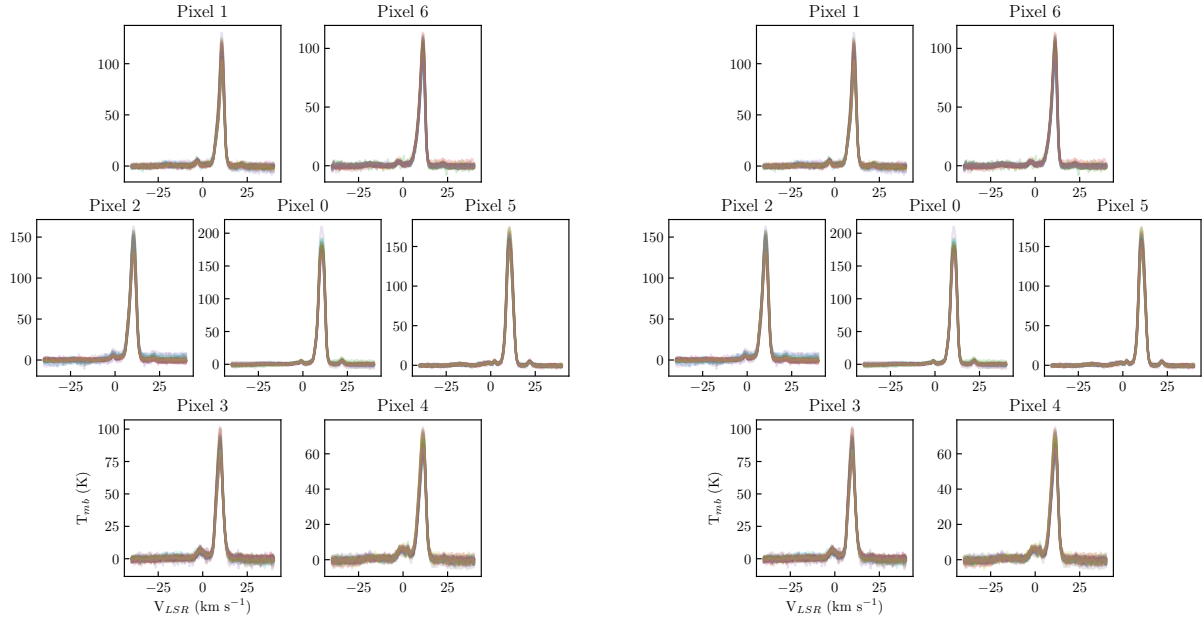 Pixel 1 Pixel 6 Pixel 1 Pixel 6
100 50 0 100 50 0 100 50 0 100 50 0
−25 0 25 −25 0 25 −25 0 25 −25 0 25
Pixel 2 Pixel 0 Pixel 5 Pixel 2 Pixel 0 Pixel 5
150 100 50 0 200 150 100 50 0 150 100 50 0 150 100 50 0 200 150 100 50 0 150 100 50 0
−25 0 25 −25 0 25 −25 0 25 −25 0 25 −25 0 25 −25 0 25
Pixel 3 Pixel 4 Pixel 3 Pixel 4
T_mb (K) 100 75 50 25 0 60 40 20 0 T_mb (K) 100 75 50 25 0 60 40 20 0
−25 0 25 −25 0 25 −25 0 25 −25 0 25
V_LSR (km s⁻¹) V_LSR (km s⁻¹)